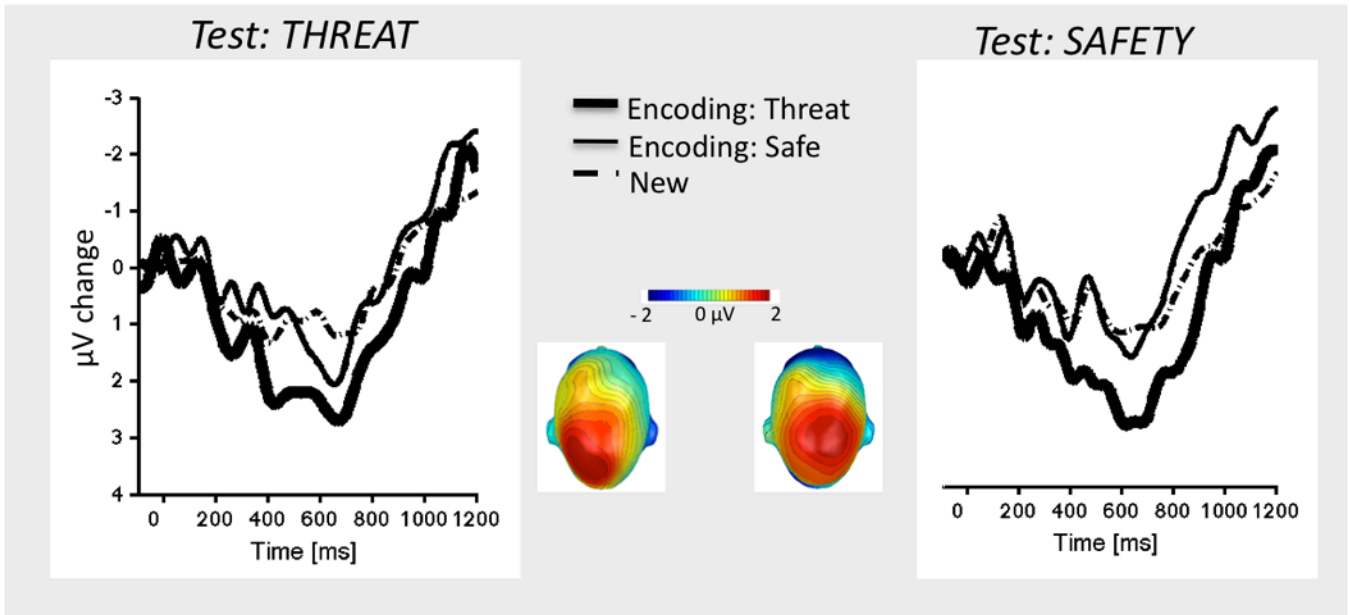 Test: THREAT
Test: SAFETY
-3
-2
-1
0
1
2
3
4
µV change
0 200 400 600 800 1000 1200
Time [ms]
Encoding: Threat
Encoding: Safe
New
- 2 0 µV 2
0 200 400 600 800 1000 1200
Time [ms]